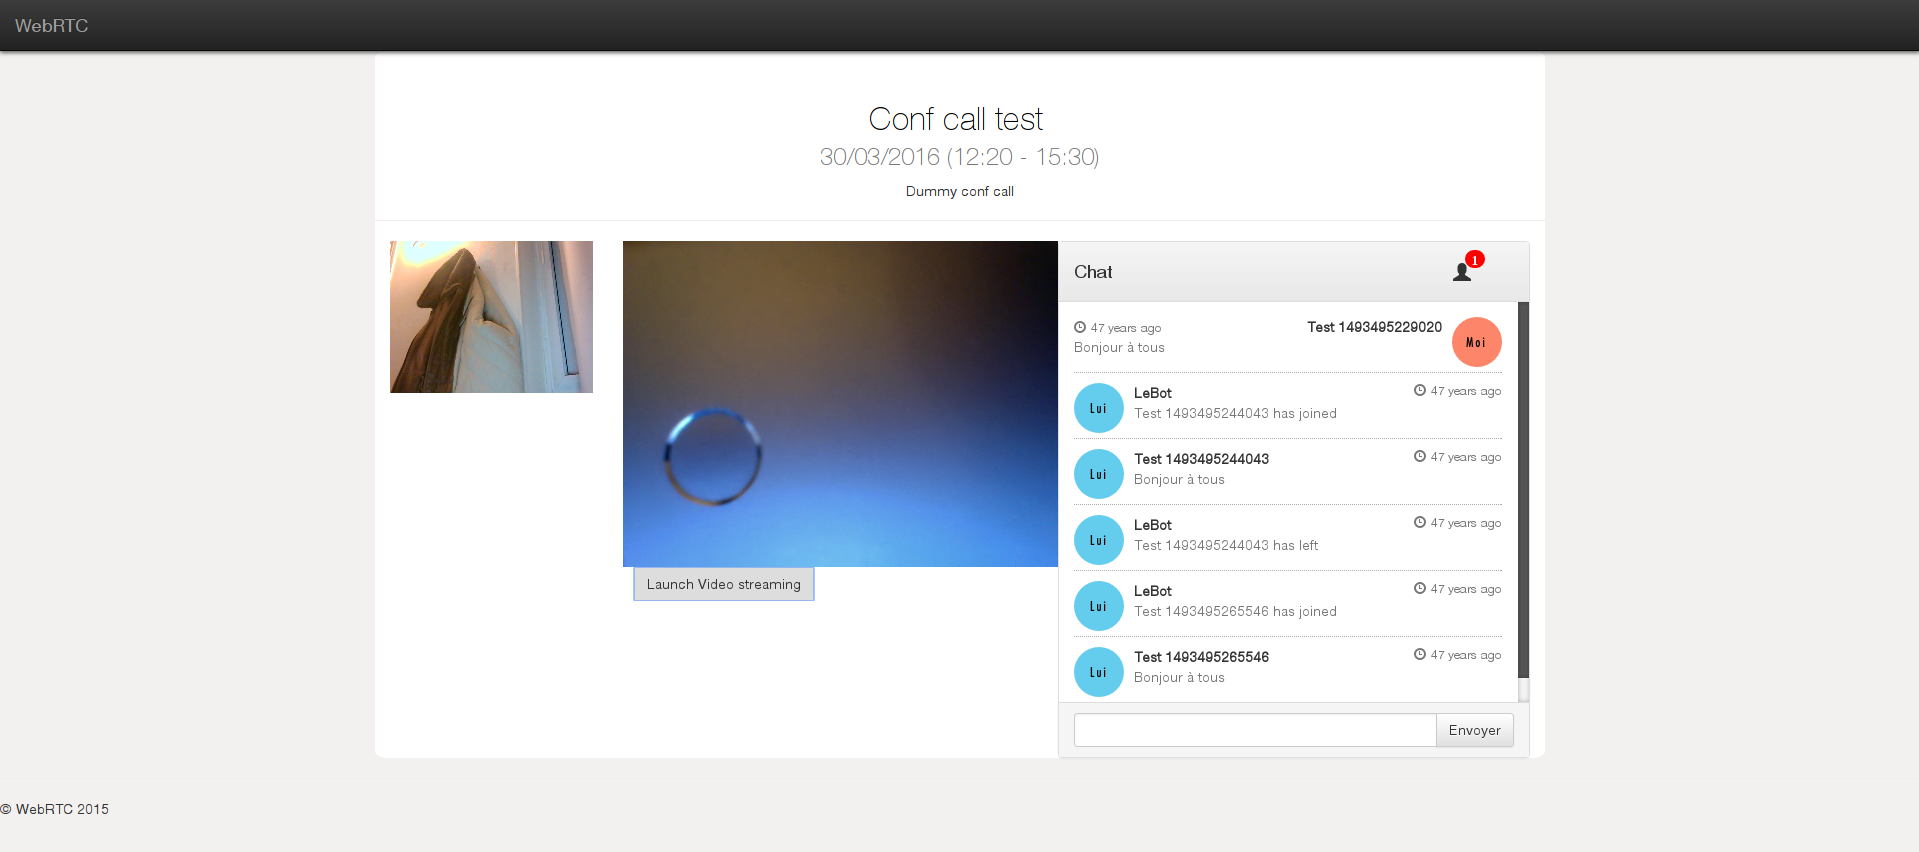 WebRTC
Conf call test
30/03/2016 (12:20 - 15:30)
Dummy conf call
Chat
1
47 years ago
Test 1493495229020
Moi
Bonjour à tous
Lui
LeBot
47 years ago
Test 1493495244043 has joined
Lui
Test 1493495244043
47 years ago
Bonjour à tous
Lui
LeBot
47 years ago
Test 1493495244043 has left
Lui
LeBot
47 years ago
Test 1493495265546 has joined
Lui
Test 1493495265546
47 years ago
Bonjour à tous
Launch Video streaming
Envoyer
© WebRTC 2015